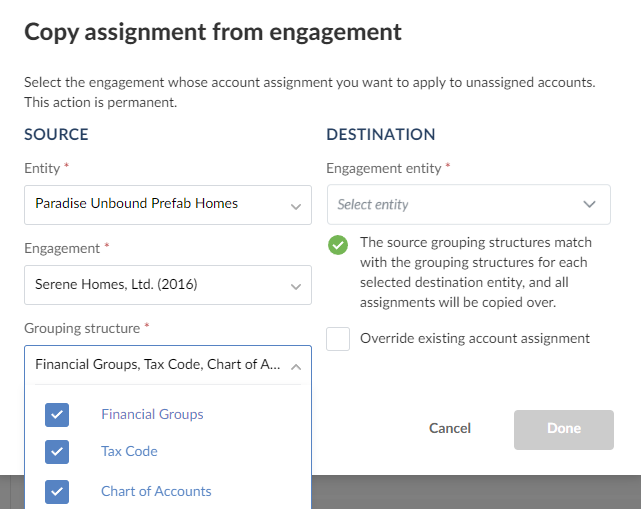 Copy assignment from engagement
Select the engagement whose account assignment you want to apply to unassigned accounts.
This action is permanent.
SOURCE
Entity *
Paradise Unbound Prefab Homes
Engagement *
Serene Homes, Ltd. (2016)
Grouping structure *
Financial Groups, Tax Code, Chart of A...
Financial Groups
Tax Code
Chart of Accounts
DESTINATION
Engagement entity *
Select entity
The source grouping structures match
with the grouping structures for each
selected destination entity, and all
assignments will be copied over.
Override existing account assignment
Cancel
Done